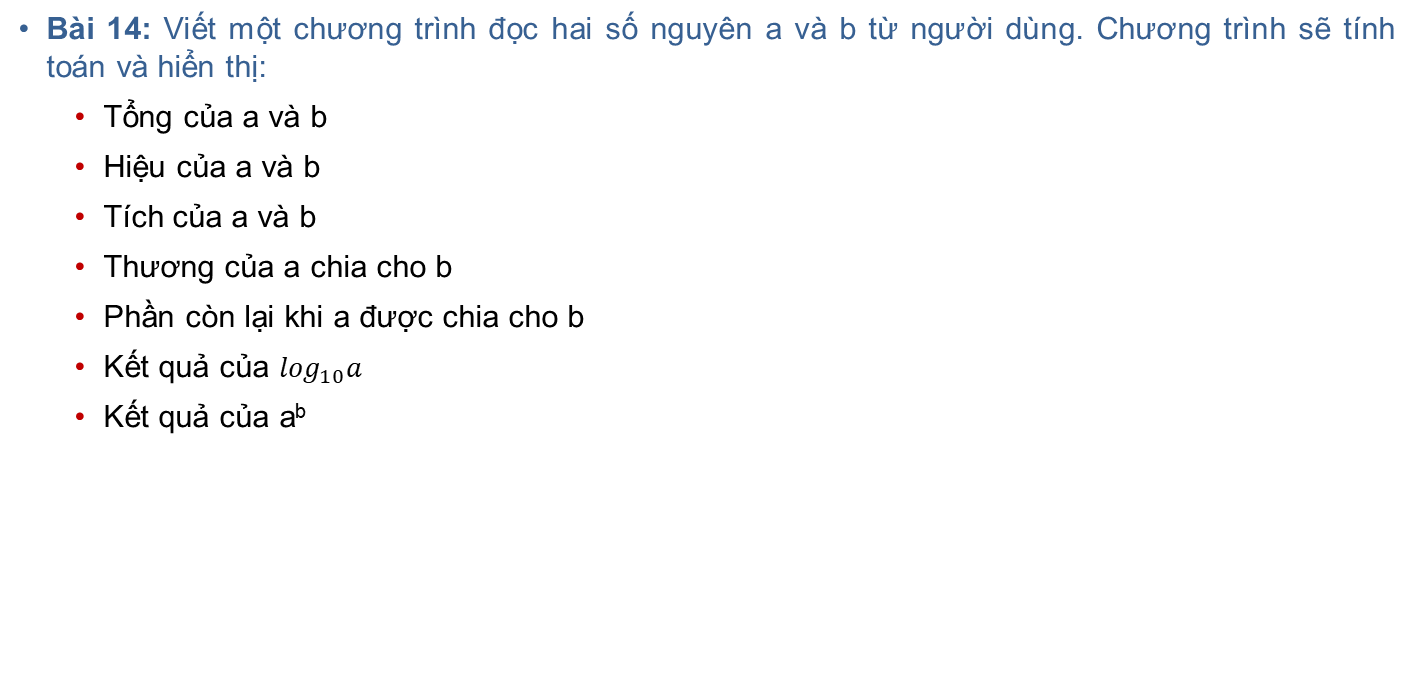 • Bài 14: Viết một chương trình đọc hai số nguyên a và b từ người dùng. Chương trình sẽ tính
toán và hiển thị:
• Tổng của a và b
• Hiệu của a và b
• Tích của a và b
• Thương của a chia cho b
• Phần còn lại khi a được chia cho b
• Kết quả của log₁₀a
• Kết quả của aᵇ